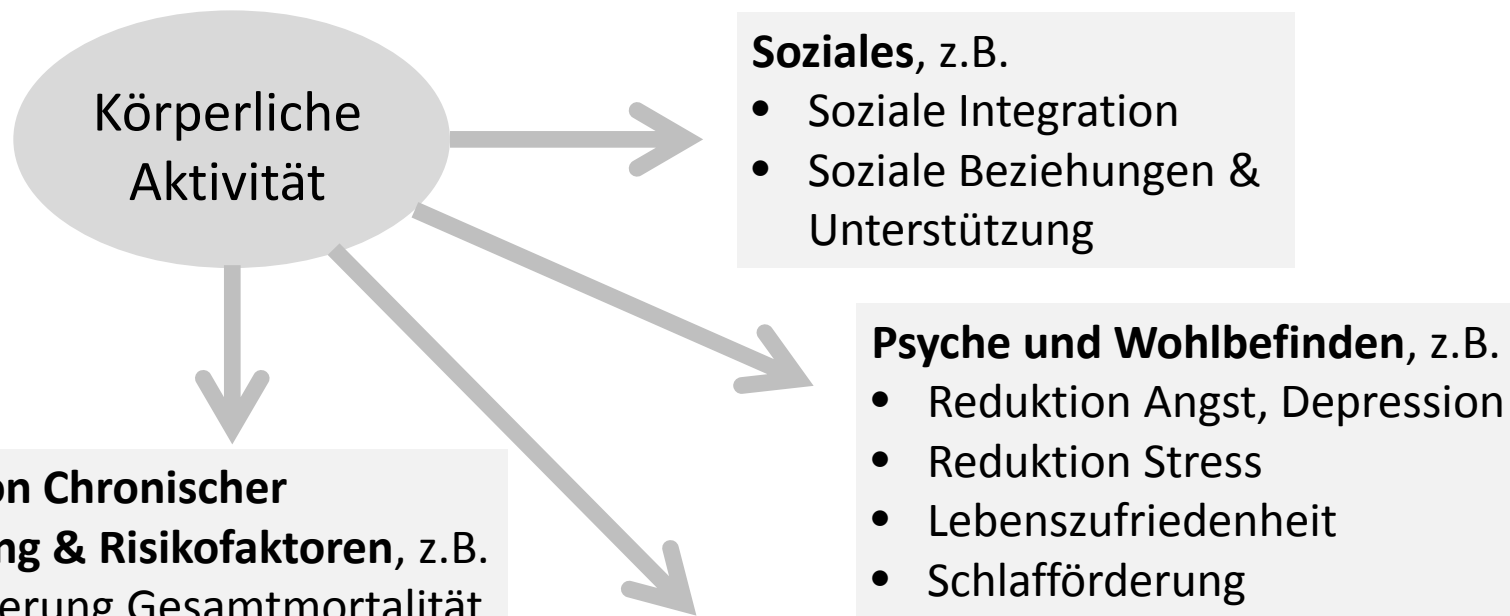 Körperliche
Aktivität
Soziales, z.B.
• Soziale Integration
• Soziale Beziehungen &
Unterstützung
Psyche und Wohlbefinden, z.B.
• Reduktion Angst, Depression
• Reduktion Stress
• Lebenszufriedenheit
• Schlafförderung
Chronischer
& Risikofaktoren, z.B.
Gesamtmortalität